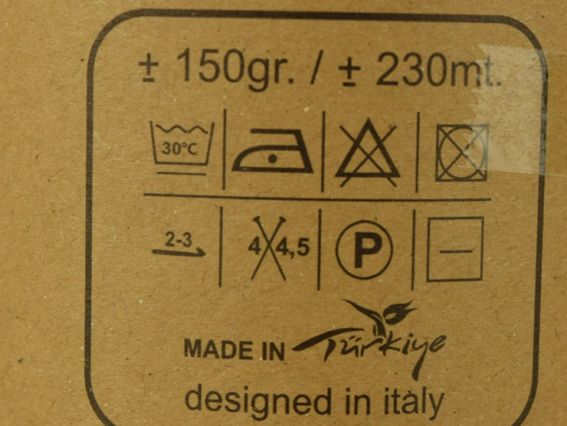 ± 150gr. / ± 230mt.
30°C
2-3
4 4,5
P
MADE IN Türkiye
designed in italy